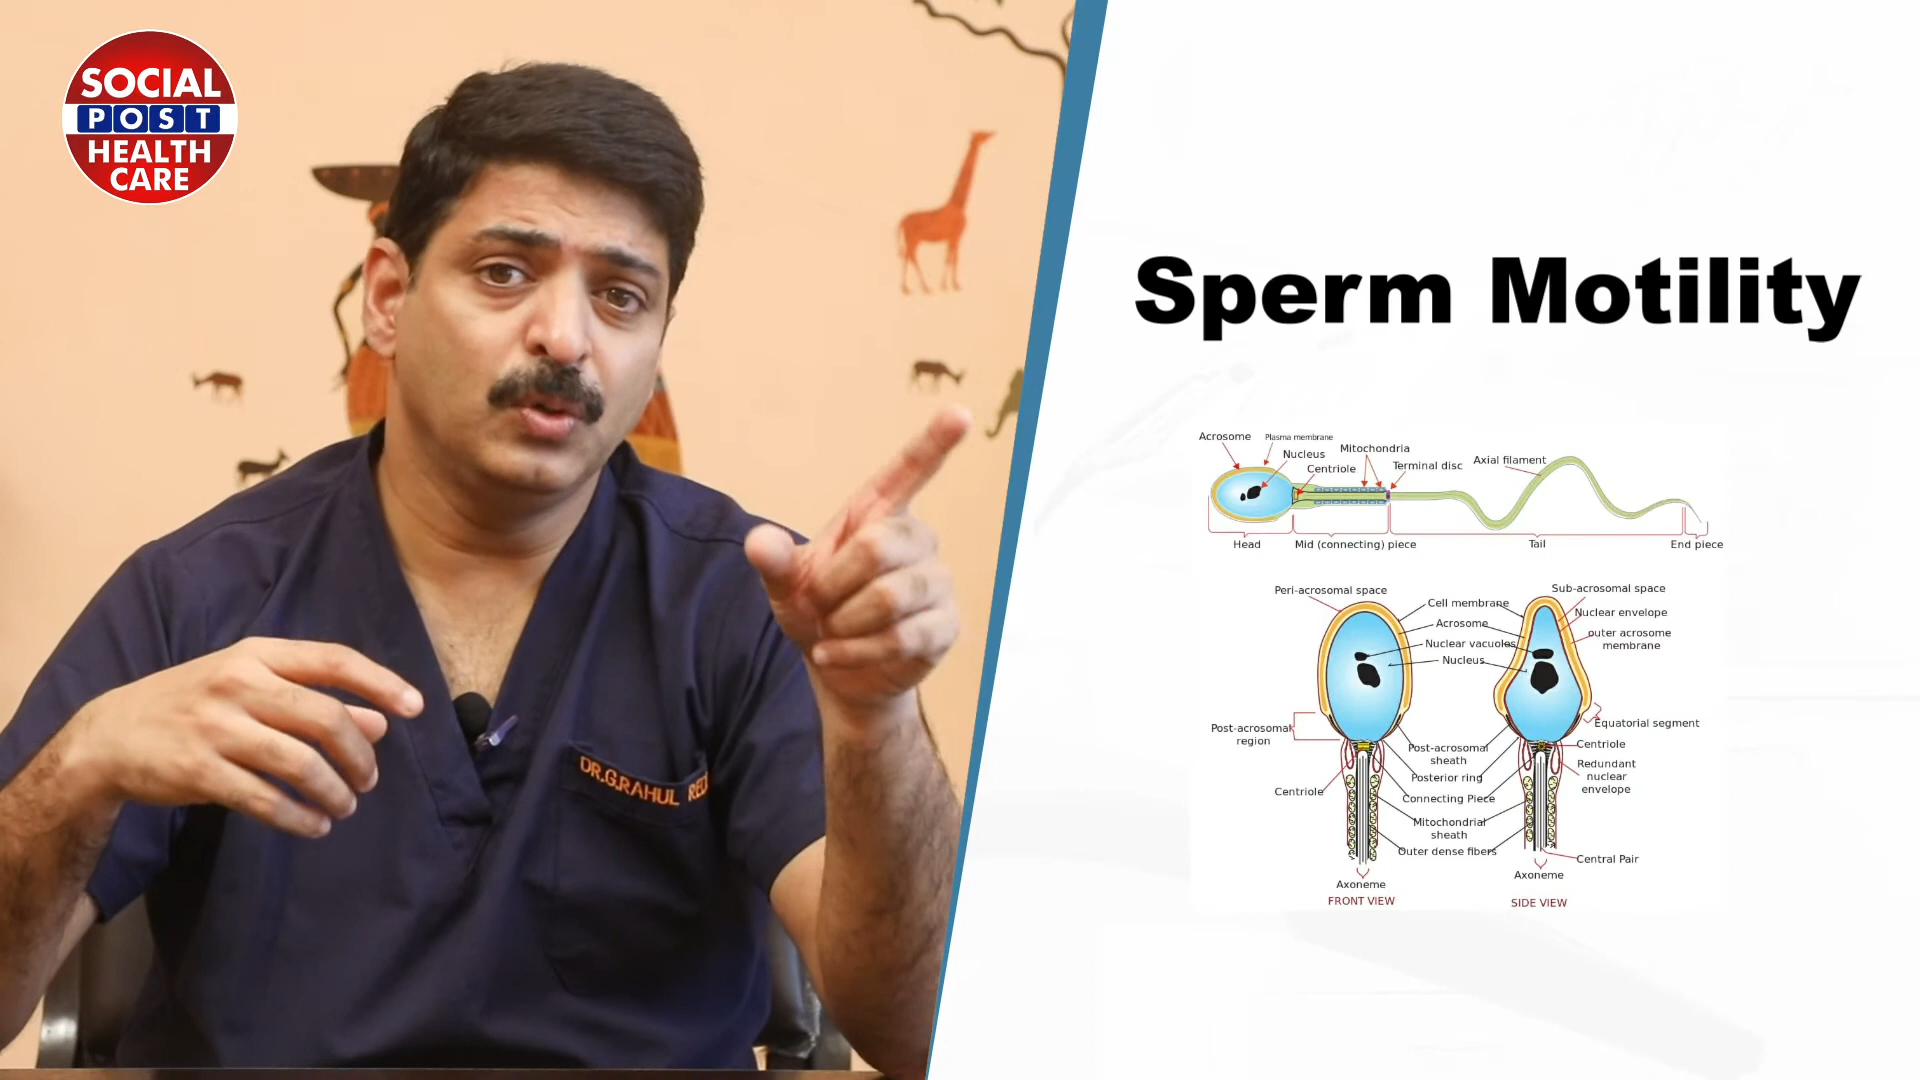 SOCIAL
POST
HEALTH
CARE
DR.G.RAHUL
Sperm Motility
Acrosome
Plasma membrane
Nucleus
Mitochondria
Centriole
Terminal disc
Axial filament
Head
Mid (connecting) piece
Tail
End piece
Peri-acrosomal space
Sub-acrosomal space
Cell membrane
Nuclear envelope
Acrosome
outer acrosome
membrane
Nuclear vacuoles
Nucleus
Post-acrosomal
region
Equatorial segment
Post-acrosomal
sheath
Centriole
Posterior ring
Redundant
nuclear
envelope
Centriole
Connecting Piece
Mitochondrial
sheath
Outer dense fibers
Central Pair
Axoneme
Axoneme
FRONT VIEW
SIDE VIEW